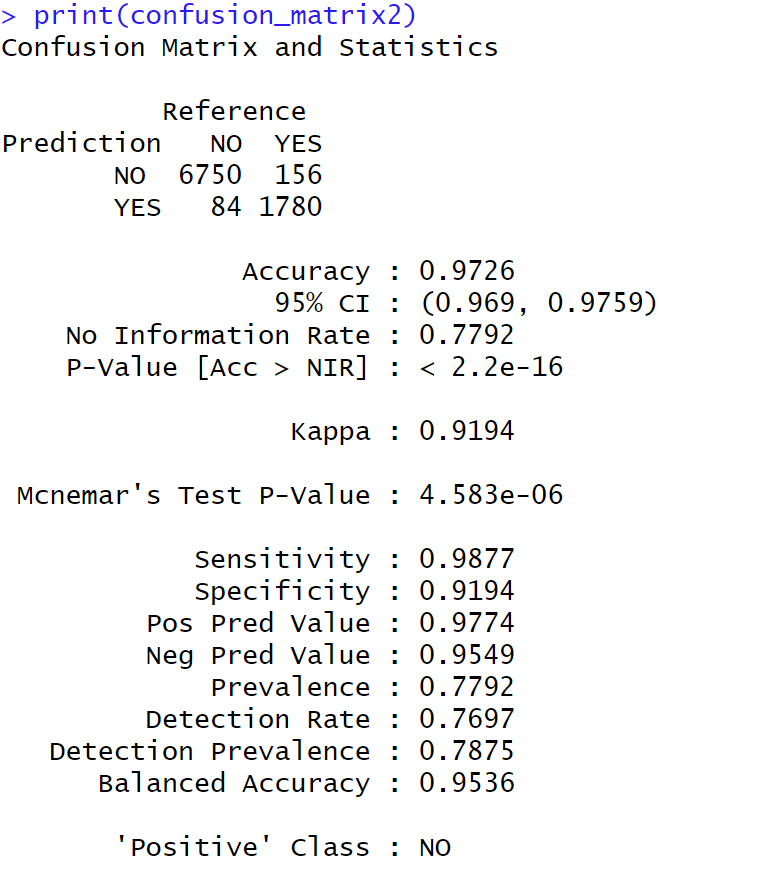 > print(confusion_matrix2)
Confusion Matrix and Statistics

          Reference
Prediction   NO  YES
       NO  6750  156
       YES   84 1780

               Accuracy : 0.9726
                 95% CI : (0.969, 0.9759)
    No Information Rate : 0.7792
    P-Value [Acc > NIR] : < 2.2e-16

                  Kappa : 0.9194

 Mcnemar's Test P-Value : 4.583e-06

            Sensitivity : 0.9877
            Specificity : 0.9194
         Pos Pred Value : 0.9774
         Neg Pred Value : 0.9549
             Prevalence : 0.7792
         Detection Rate : 0.7697
   Detection Prevalence : 0.7875
      Balanced Accuracy : 0.9536

       'Positive' Class : NO